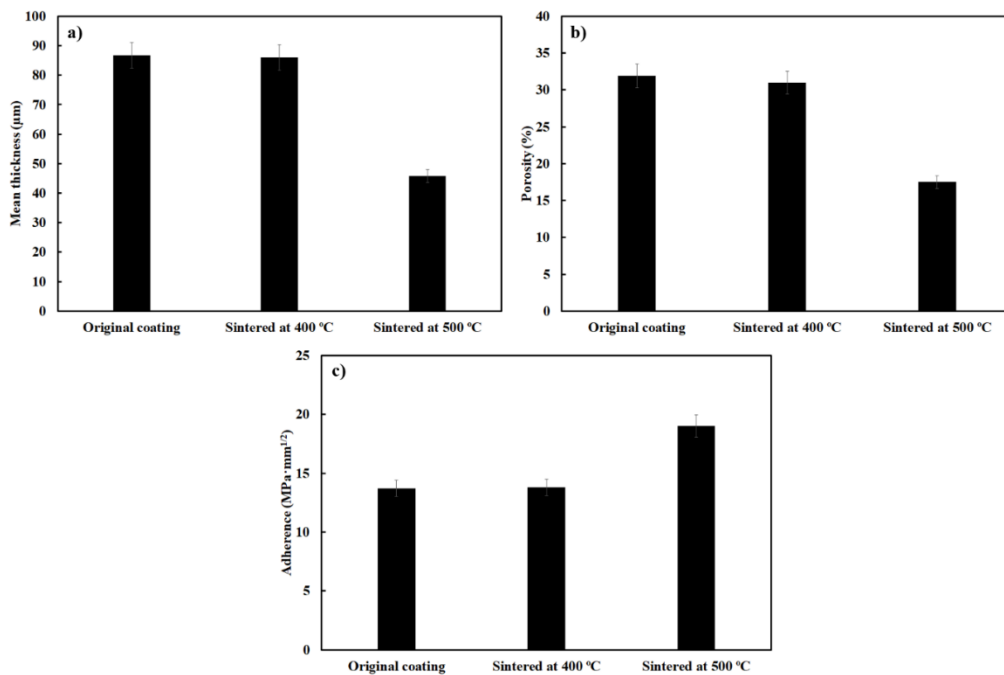 a)
Mean thickness (μm)
100
90
80
70
60
50
40
30
20
10
0
Original coating
Sintered at 400 ºC
Sintered at 500 ºC
b)
Porosity (%)
40
35
30
25
20
15
10
5
0
Original coating
Sintered at 400 ºC
Sintered at 500 ºC
c)
Adherence (MPa·mm¹/²)
25
20
15
10
5
0
Original coating
Sintered at 400 ºC
Sintered at 500 ºC